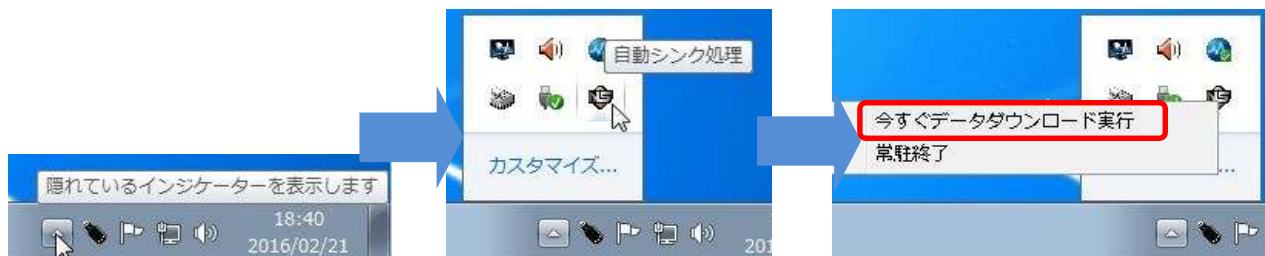 隠れているインジケーターを表示します
18:40
2016/02/21
自動シンク処理
カスタマイズ...
201
今すぐデータダウンロード実行
常駐終了
...